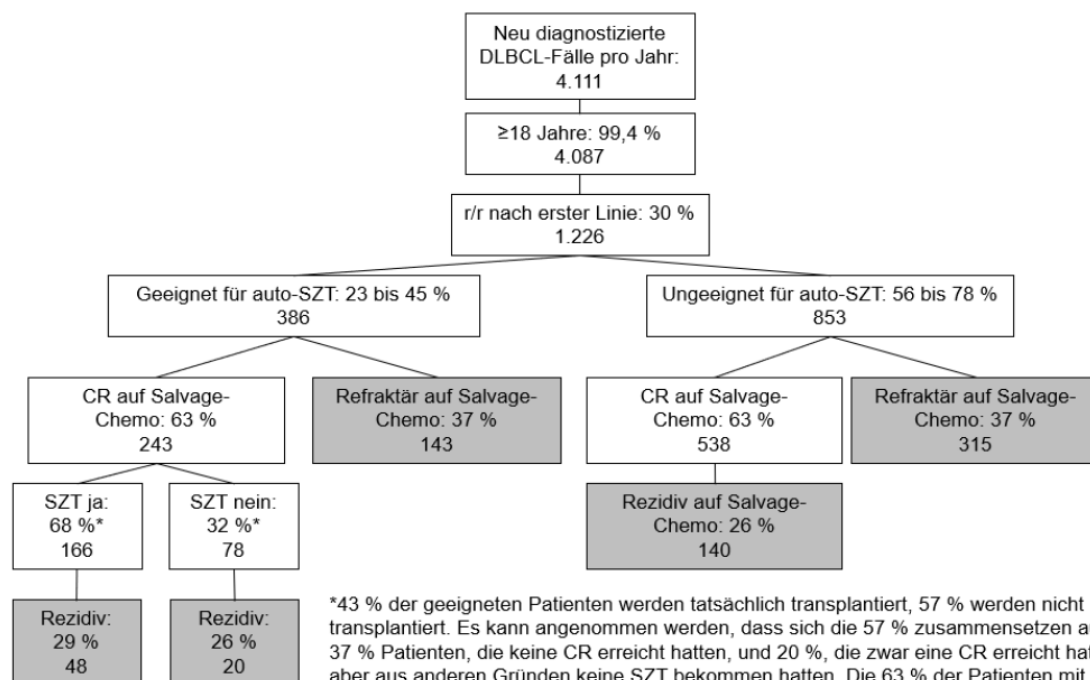 Neu diagnostizierte
DLBCL-Fälle pro Jahr:
4.111
≥18 Jahre: 99,4 %
4.087
r/r nach erster Linie: 30 %
1.226
Geeignet für auto-SZT: 23 bis 45 %
386
Ungeeignet für auto-SZT: 56 bis 78 %
853
CR auf Salvage-
Chemo: 63 %
243
Refraktär auf Salvage-
Chemo: 37 %
143
CR auf Salvage-
Chemo: 63 %
538
Refraktär auf Salvage-
Chemo: 37 %
315
SZT ja:
68 %*
166
SZT nein:
32 %*
78
Rezidiv auf Salvage-
Chemo: 26 %
140
Rezidiv:
29 %
48
Rezidiv:
26 %
20
*43 % der geeigneten Patienten werden tatsächlich transplantiert, 57 % werden nicht
transplantiert. Es kann angenommen werden, dass sich die 57 % zusammensetzen
37 % Patienten, die keine CR erreicht hatten, und 20 %, die zwar eine CR erreicht
aber aus anderen Gründen keine SZT bekommen hatten. Die 63 % der Patienten mit